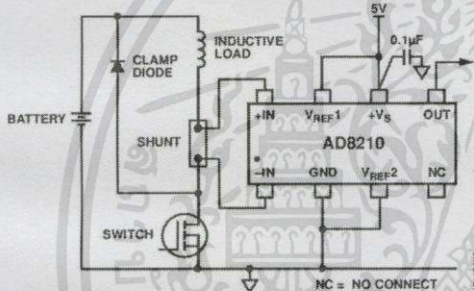 5V
0.1µF
INDUCTIVE
LOAD
CLAMP
DIODE
BATTERY
SHUNT
+IN
VREF1
+VS
OUT
AD8210
–IN
GND
VREF2
NC
SWITCH
NC = NO CONNECT